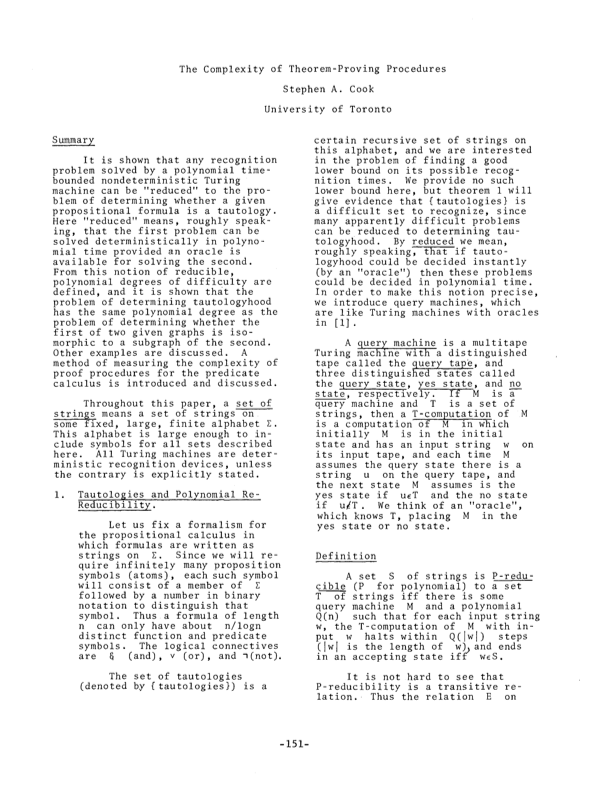 The Complexity of Theorem-Proving Procedures
Stephen A. Cook
University of Toronto
Summary
It is shown that any recognition
problem solved by a polynomial time-
bounded nondeterministic Turing
machine can be "reduced" to the pro-
blem of determining whether a given
propositional formula is a tautology.
Here "reduced" means, roughly speak-
ing, that the first problem can be
solved deterministically in polyno-
mial time provided an oracle is
available for solving the second.
From this notion of reducible,
polynomial degrees of difficulty are
defined, and it is shown that the
problem of determining tautologyhood
has the same polynomial degree as the
problem of determining whether the
first of two given graphs is iso-
morphic to a subgraph of the second.
Other examples are discussed. A
method of measuring the complexity of
proof procedures for the predicate
calculus is introduced and discussed.
Throughout this paper, a set of
strings means a set of strings on
some fixed, large, finite alphabet Σ.
This alphabet is large enough to in-
clude symbols for all sets described
here. All Turing machines are deter-
ministic recognition devices, unless
the contrary is explicitly stated.
1. Tautologies and Polynomial Re-
Reducibility.
Let us fix a formalism for
the propositional calculus in
which formulas are written as
strings on Σ. Since we will re-
quire infinitely many proposition
symbols (atoms), each such symbol
will consist of a member of Σ
followed by a number in binary
notation to distinguish that
symbol. Thus a formula of length
n can only have about n/logn
distinct function and predicate
symbols. The logical connectives
are & (and), ∨ (or), and ¬(not).
The set of tautologies
(denoted by {tautologies}) is a
certain recursive set of strings on
this alphabet, and we are interested
in the problem of finding a good
lower bound on its possible recog-
nition times. We provide no such
lower bound here, but theorem 1 will
give evidence that {tautologies} is
a difficult set to recognize, since
many apparently difficult problems
can be reduced to determining tau-
tologyhood. By reduced we mean,
roughly speaking, that if tauto-
logyhood could be decided instantly
(by an "oracle") then these problems
could be decided in polynomial time.
In order to make this notion precise,
we introduce query machines, which
are like Turing machines with oracles
in [1].
A query machine is a multitape
Turing machine with a distinguished
tape called the query tape, and
three distinguished states called
the query state, yes state, and no
state, respectively. If M is a
query machine and T is a set of
strings, then a T-computation of M
is a computation of M in which
initially M is in the initial
state and has an input string w on
its input tape, and each time M
assumes the query state there is a
string u on the query tape, and
the next state M assumes is the
yes state if u∈T and the no state
if u∉T. We think of an "oracle",
which knows T, placing M in the
yes state or no state.
Definition
A set S of strings is P-redu-
cible (P for polynomial) to a set
T of strings iff there is some
query machine M and a polynomial
Q(n) such that for each input string
w, the T-computation of M with in-
put w halts within Q(|w|) steps
(|w| is the length of w), and ends
in an accepting state iff w∈S.
It is not hard to see that
P-reducibility is a transitive re-
lation. Thus the relation E on
-151-